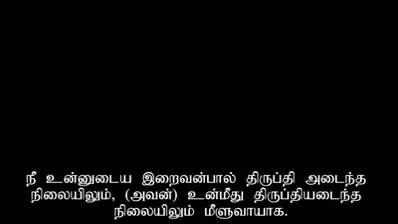 நீ உன்னுடைய இறைவன்பால் திருப்தி அடைந்த
நிலையிலும், (அவன்) உன்மீது திருப்தியடைந்த
நிலையிலும் மீளுவாயாக.